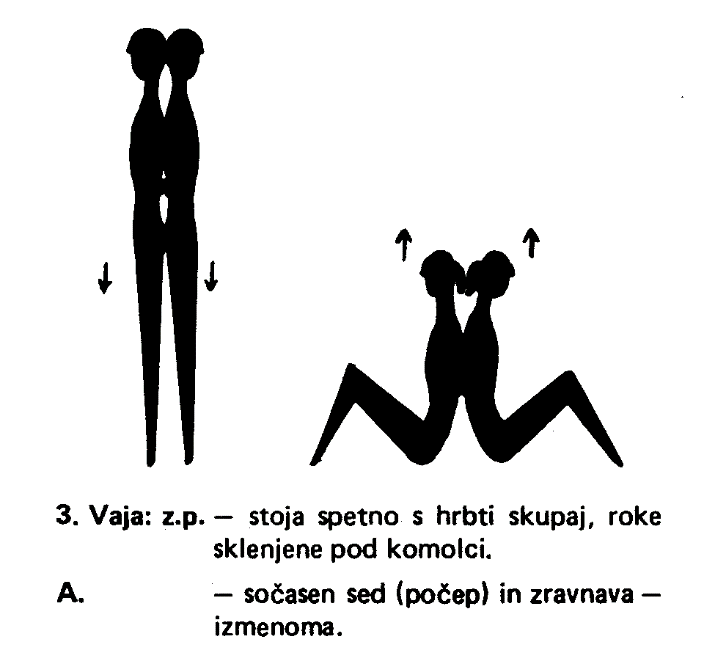 3. Vaja: z.p. — stoja spetno s hrbti skupaj, roke
sklenjene pod komolci.
A. — sočasen sed (počep) in zravnava —
izmenoma.